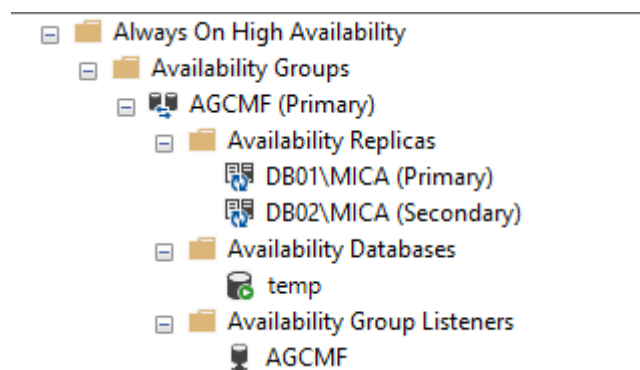 Always On High Availability
Availability Groups
AGCMF (Primary)
Availability Replicas
DB01\MICA (Primary)
DB02\MICA (Secondary)
Availability Databases
temp
Availability Group Listeners
AGCMF